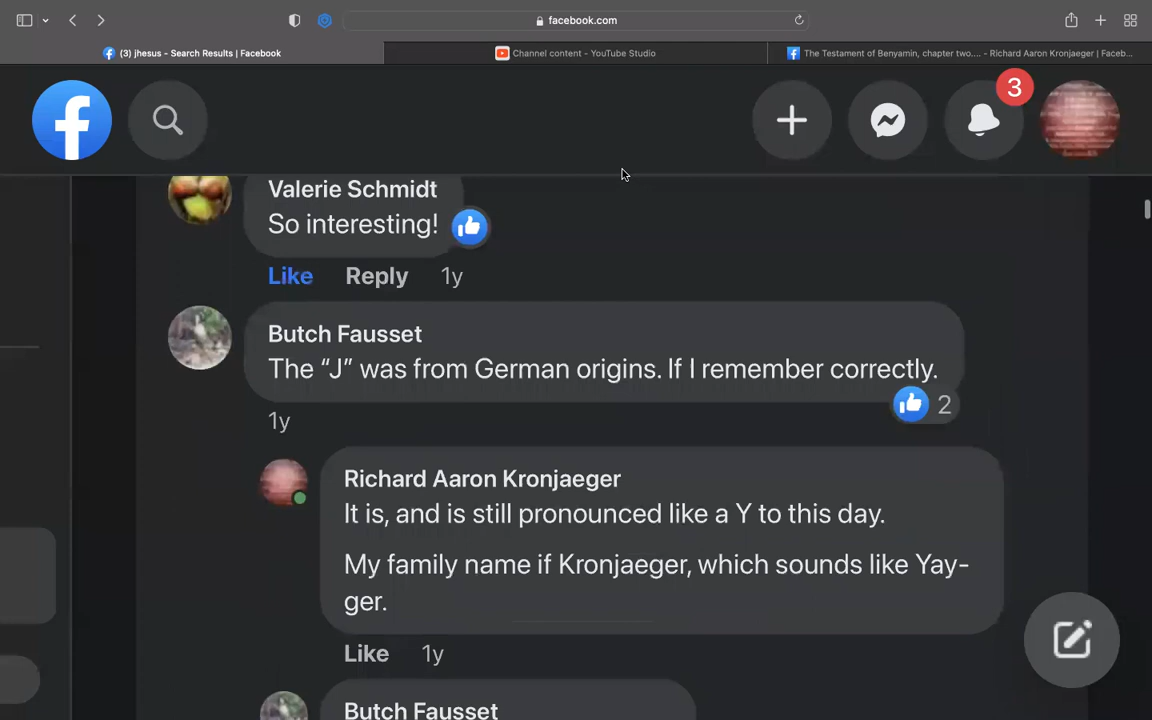 facebook.com
(3) jhesus - Search Results | Facebook
Channel content - YouTube Studio
The Testament of Benyamin, chapter two.... - Richard Aaron Kronjaeger | Faceb...
3
Valerie Schmidt
So interesting!
Like Reply 1y
Butch Fausset
The “J” was from German origins. If I remember correctly.
2
1y
Richard Aaron Kronjaeger
It is, and is still pronounced like a Y to this day.
My family name if Kronjaeger, which sounds like Yay-
ger.
Like 1y
Butch Fausset